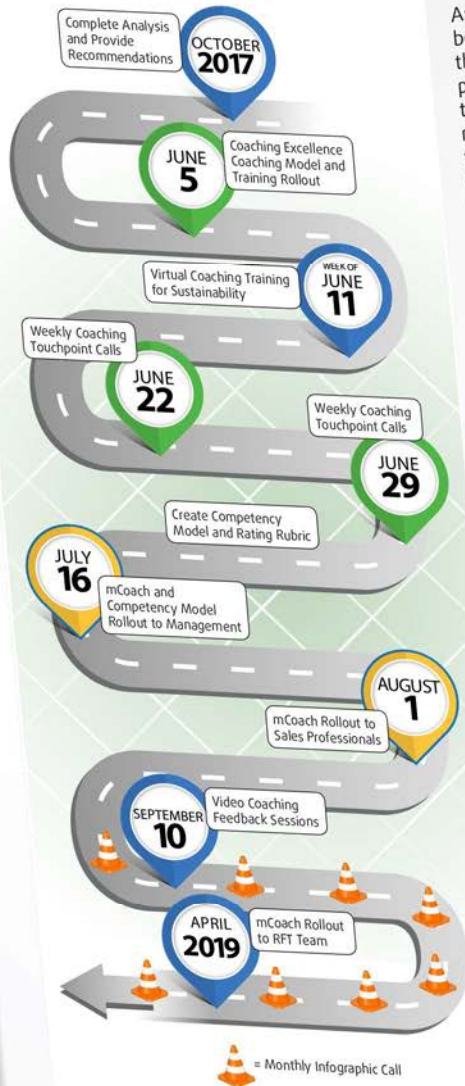 Complete Analysis
and Provide
Recommendations
OCTOBER
2017
JUNE
5
Coaching Excellence
Coaching Model and
Training Rollout
Virtual Coaching Training
for Sustainability
WEEK OF
JUNE
11
Weekly Coaching
Touchpoint Calls
JUNE
22
Weekly Coaching
Touchpoint Calls
JUNE
29
Create Competency
Model and Rating Rubric
JULY
16
mCoach and
Competency Model
Rollout to Management
AUGUST
1
mCoach Rollout to
Sales Professionals
SEPTEMBER
10
Video Coaching
Feedback Sessions
APRIL
2019
mCoach Rollout
to RFT Team
= Monthly Infographic Call